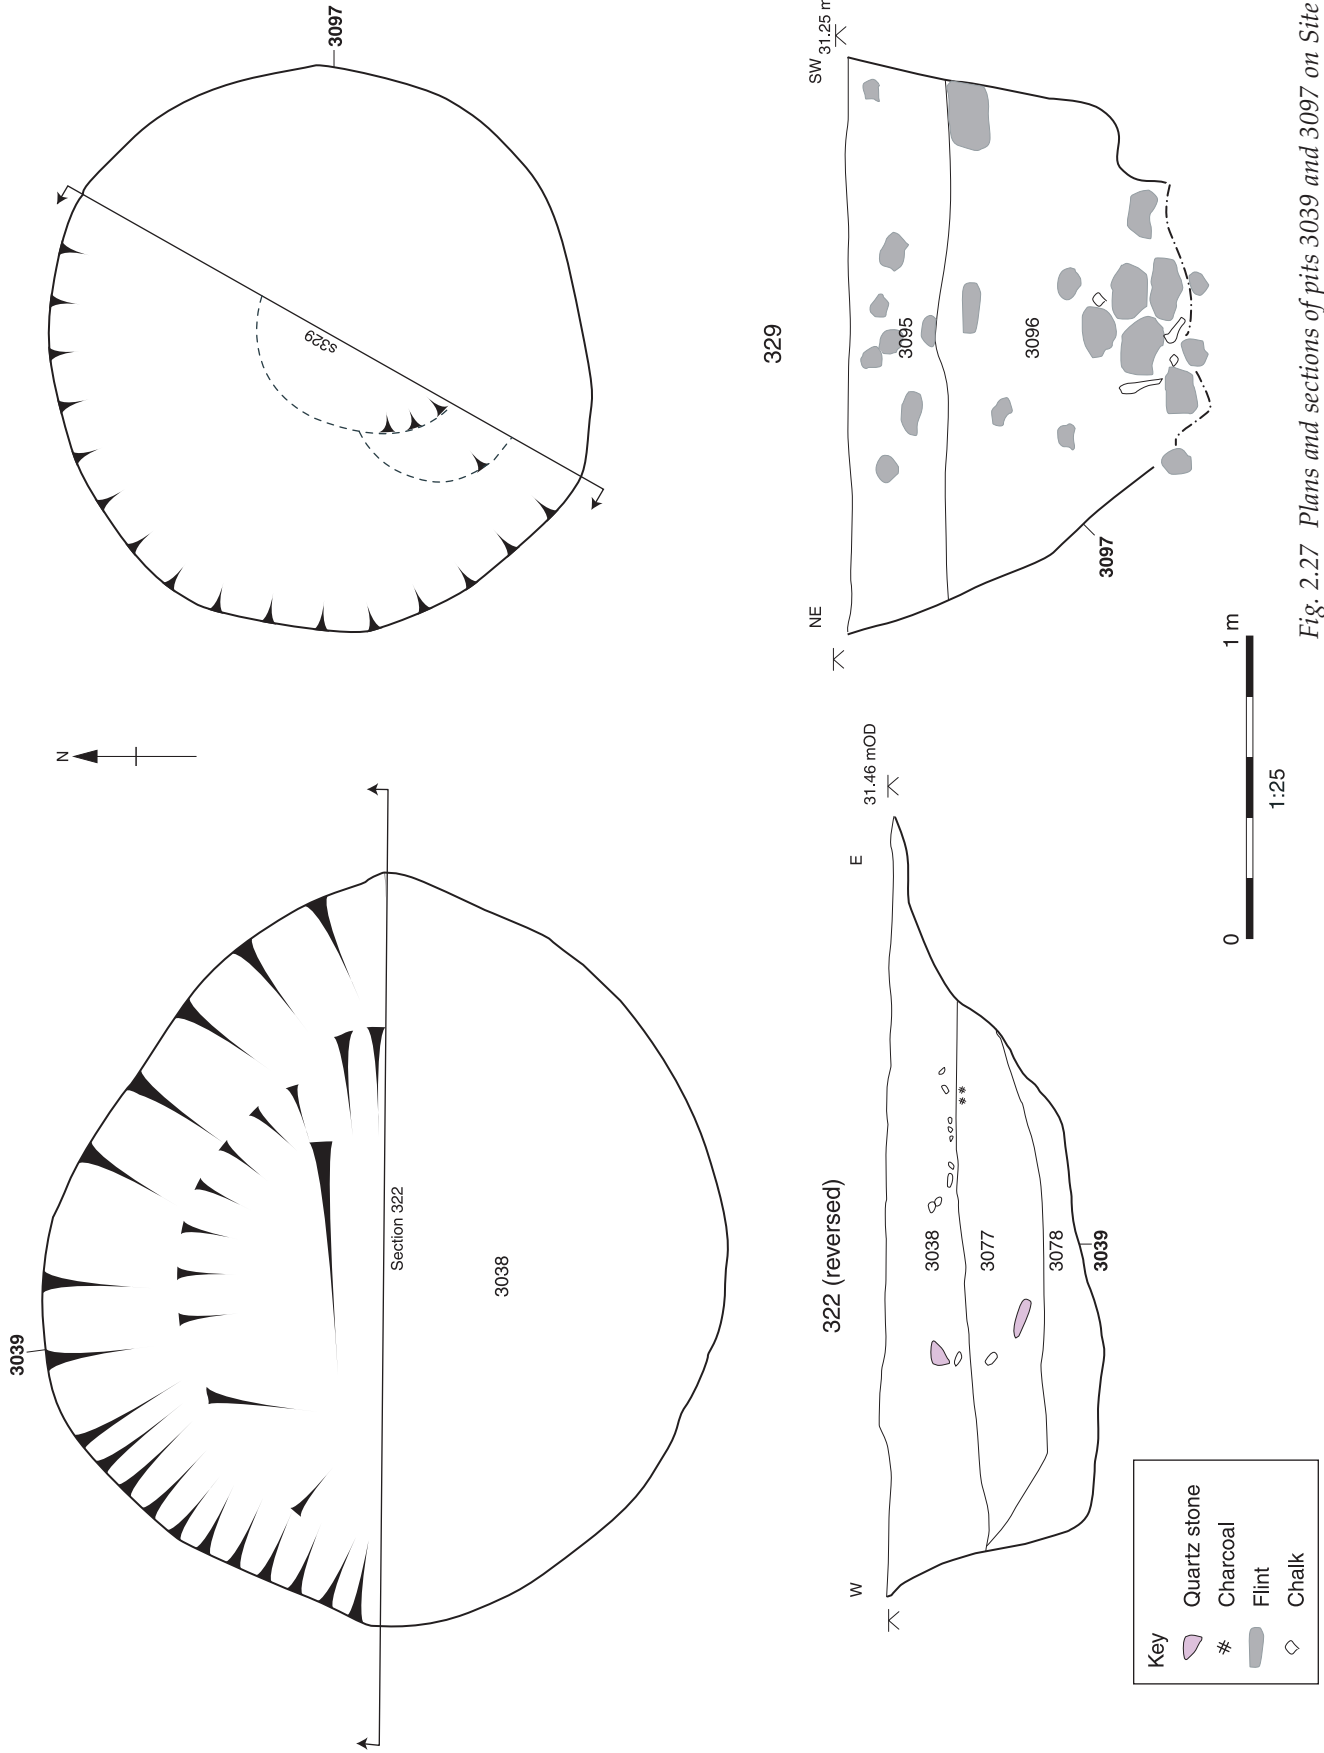 3039
N
3097
Section 322
3038
s329
322 (reversed)
W
E
31.46 mOD
3038
3077
3078
3039
329
NE
SW
31.25 m
3095
3096
3097
Key
Quartz stone
Charcoal
Flint
Chalk
0
1 m
1:25
Fig. 2.27 Plans and sections of pits 3039 and 3097 on Site